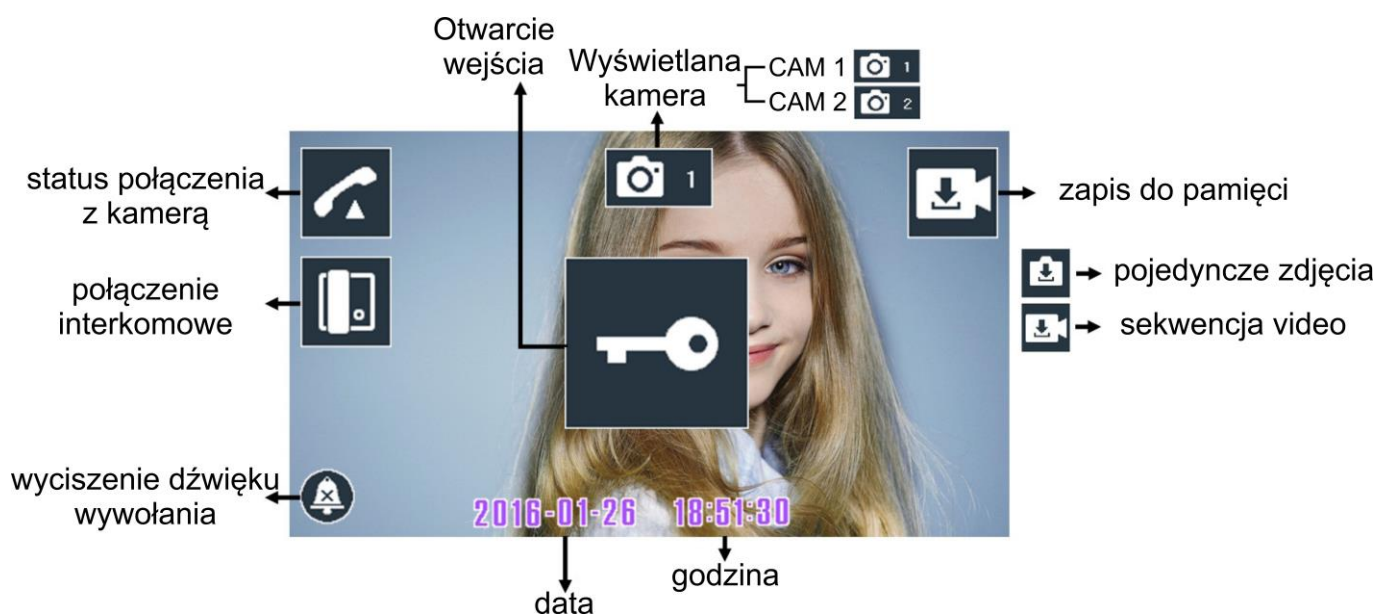 Otwarcie
wejścia
Wyświetlana
kamera
CAM 1
1
CAM 2
2
status połączenia
z kamerą
1
zapis do pamięci
połączenie
interkomowe
pojedyncze zdjęcia
sekwencja video
wyciszenie dźwięku
wywołania
2016-01-26 18:51:30
godzina
data